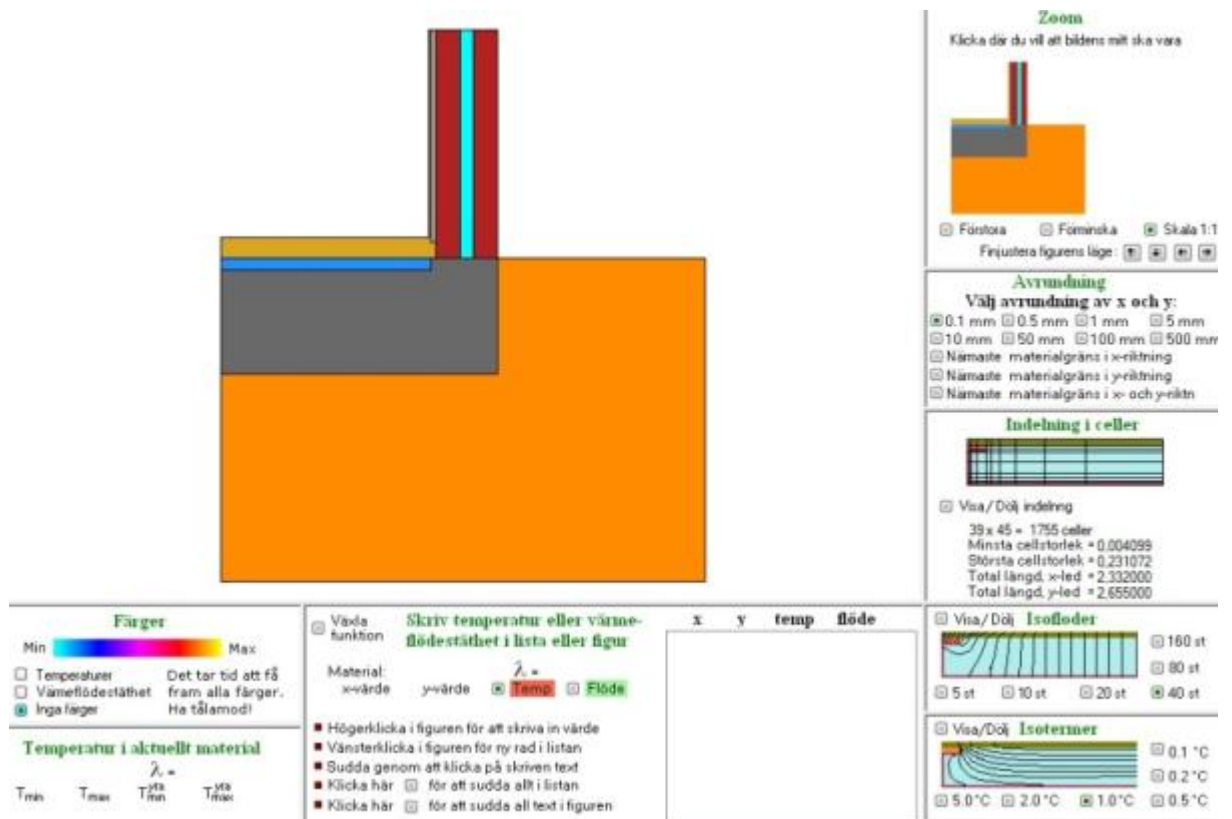 Zoom
Klicka där du vill att bildens mitt ska vara
Förstora Förminska Skala 1:1
Finjustera figurens läge:
Avrundning
Välj avrundning av x och y:
0.1 mm 0.5 mm 1 mm 5 mm
10 mm 50 mm 100 mm 500 mm
Närmaste materialgräns i x-riktning
Närmaste materialgräns i y-riktning
Närmaste materialgräns i x- och y-riktn
Indelning i celler
Visa/Dölj indelnng
39 x 45 = 1755 celler
Minsta cellstorlek = 0,004099
Största cellstorlek = 0,231072
Total längd, x-led = 2,332000
Total längd, y-led = 2,655000
Färger
Min Max
Temperaturer
Värmeflödestäthet
Inga färger
Det tar tid att få
fram alla färger.
Ha tålamod!
Temperatur i aktuellt material
λ =
Tmin Tmax Tmin yta Tmax yta
Växla
funktion
Skriv temperatur eller värme-
flödestäthet i lista eller figur
Material: λ =
x-värde y-värde Temp Flöde
Högerklicka i figuren för att skriva in värde
Vänsterklicka i figuren för ny rad i listan
Sudda genom att klicka på skriven text
Klicka här för att sudda allt i listan
Klicka här för att sudda all text i figuren
x y temp flöde
Visa/Dölj Isofloder
160 st
80 st
5 st 10 st 20 st 40 st
Visa/Dölj Isotermer
0.1 °C
0.2 °C
5.0°C 2.0°C 1.0°C 0.5°C